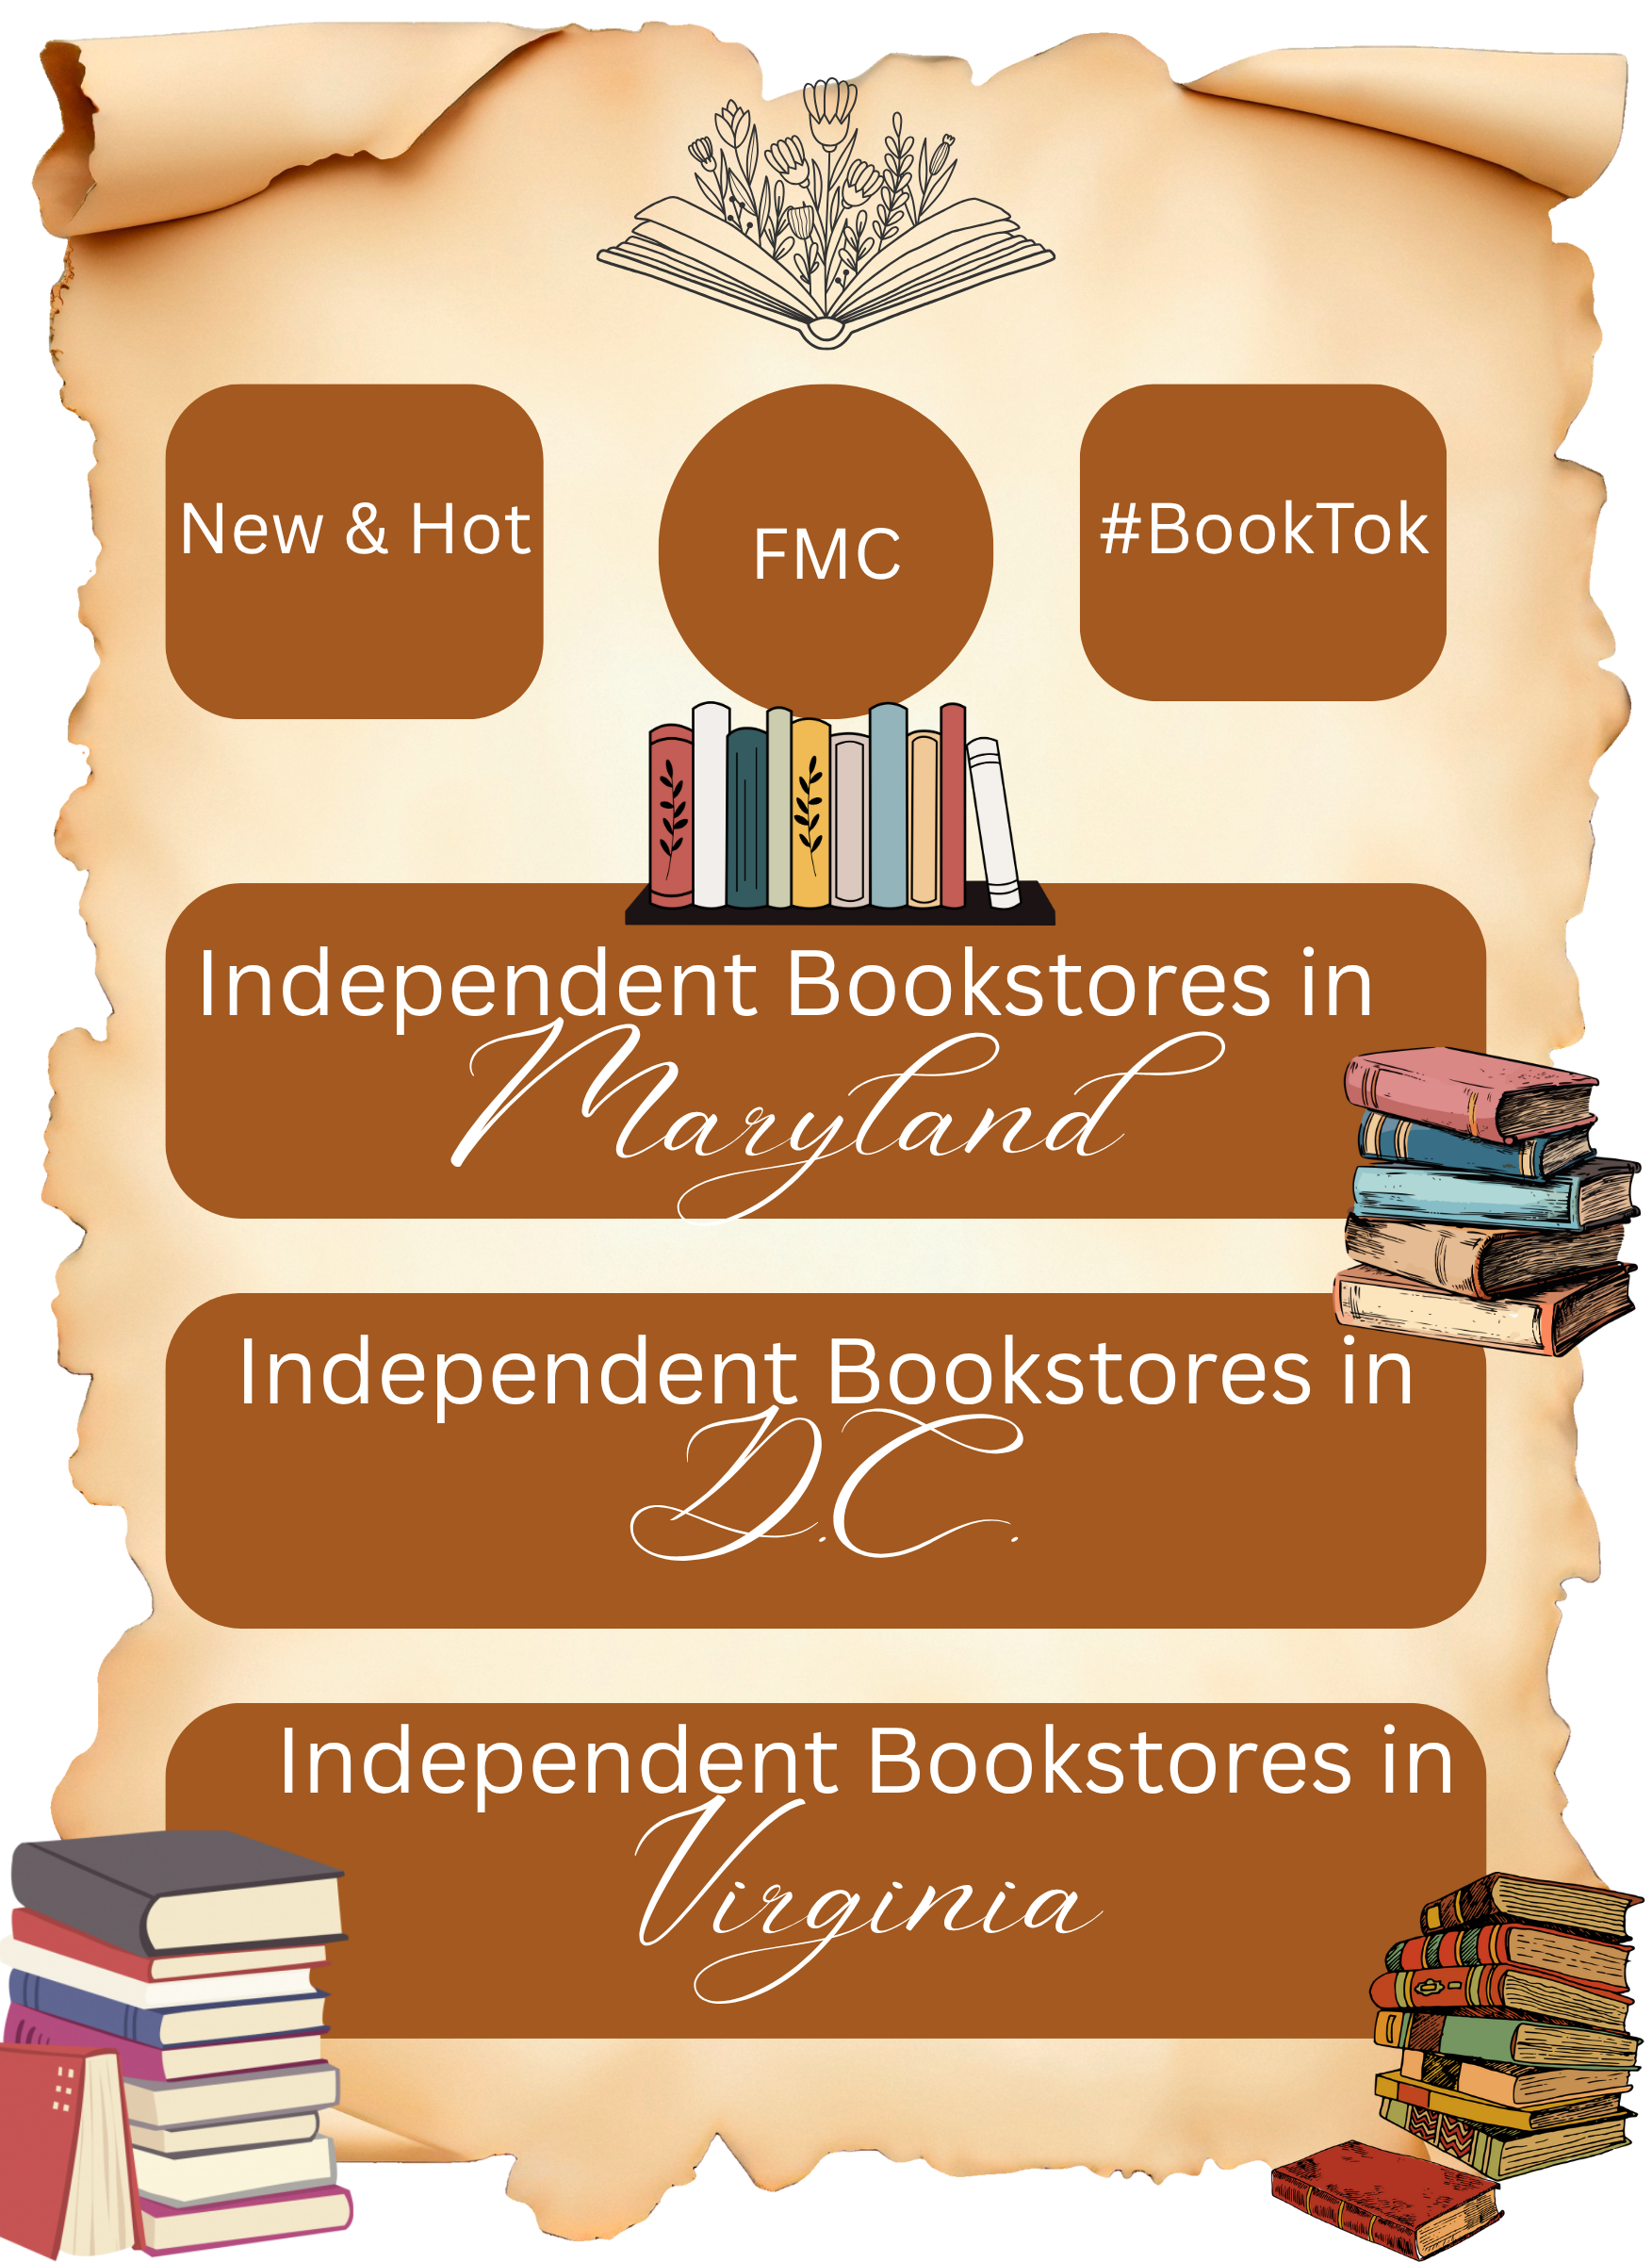 New & Hot
FMC
#BookTok
Independent Bookstores in
Maryland
Independent Bookstores in
D.C.
Independent Bookstores in
Virginia